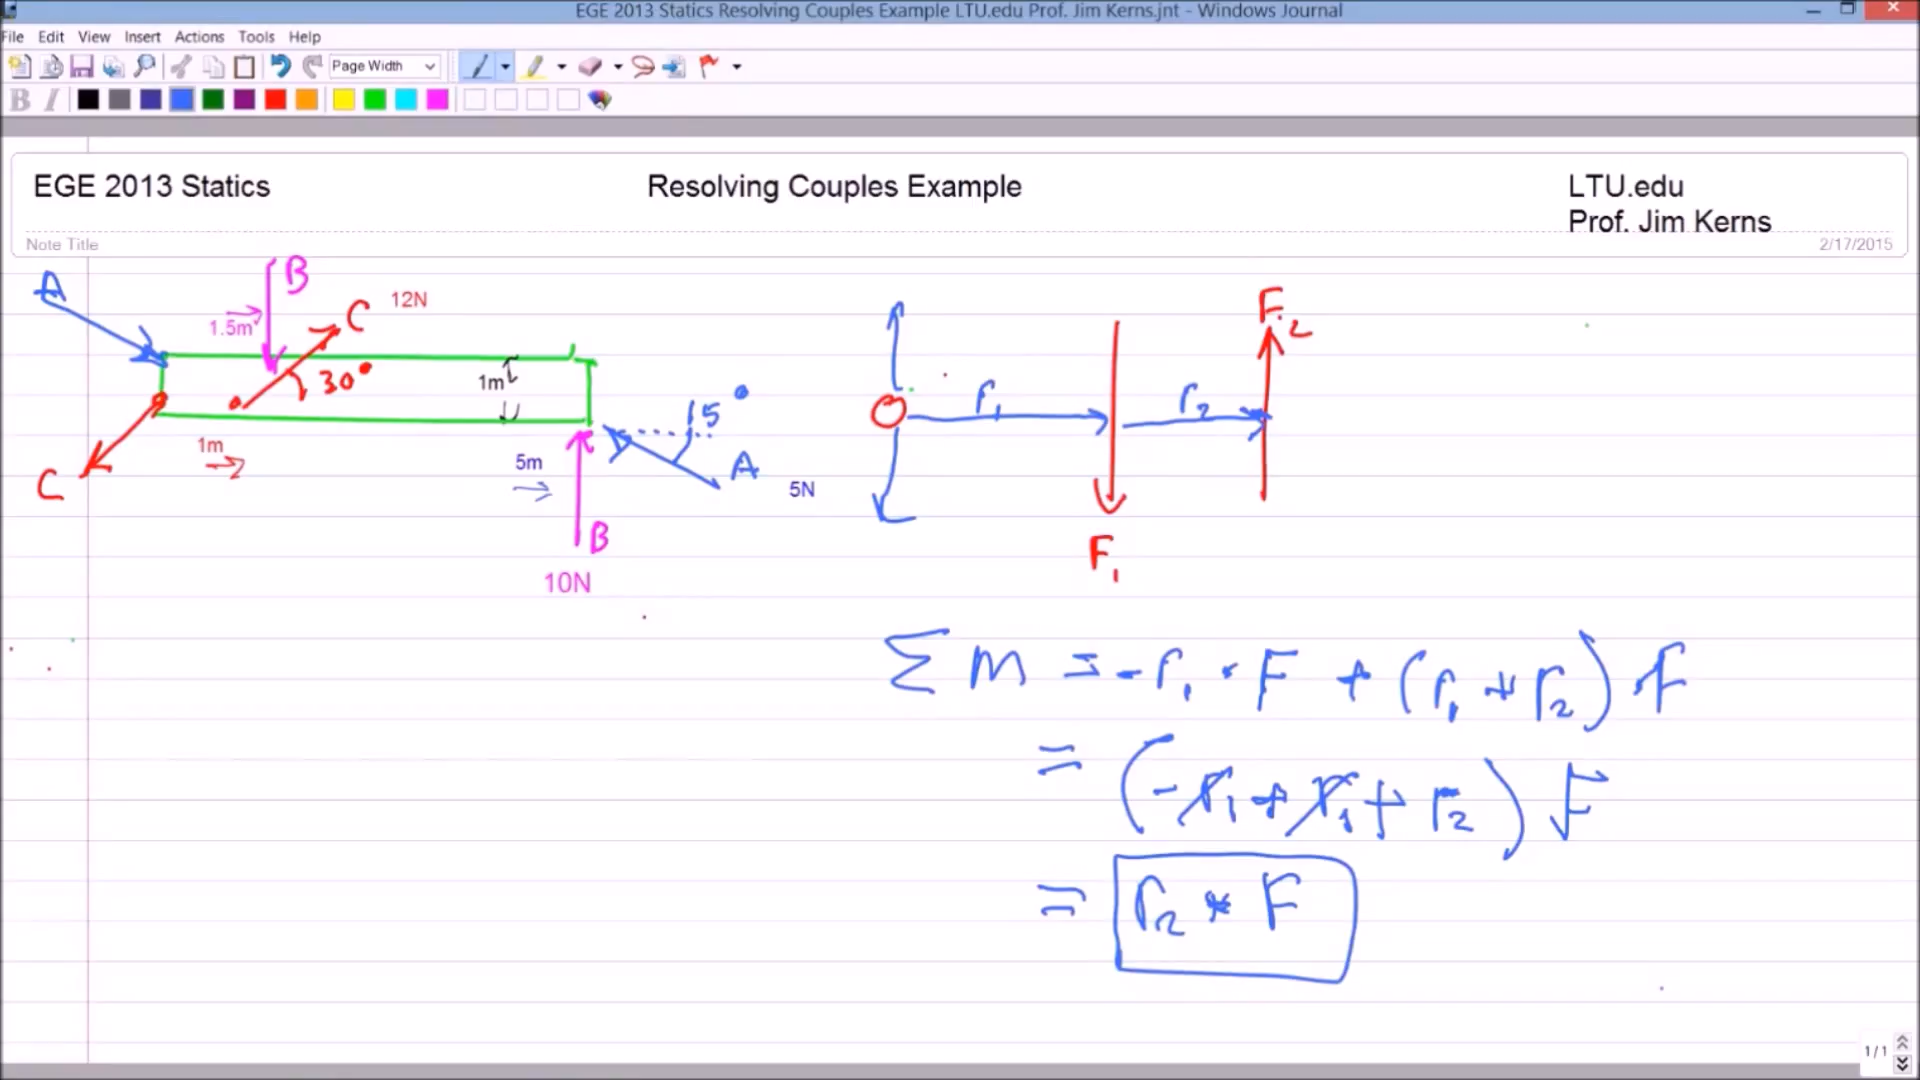 EGE 2013 Statics Resolving Couples Example LTU.edu Prof. Jim Kerns.jnt - Windows Journal
File Edit View Insert Actions Tools Help
Page Width
B I
EGE 2013 Statics Resolving Couples Example LTU.edu
Prof. Jim Kerns
Note Title 2/17/2015
A
B
1.5m
C 12N
30°
1m
C
1m
15°
5m
A
5N
B
10N
r₁
r₂
F₂
F₁
Σ M = -r₁ · F + (r₁ + r₂) · F
= (-r₁ + r₁ + r₂) F
= r₂ * F
1/1